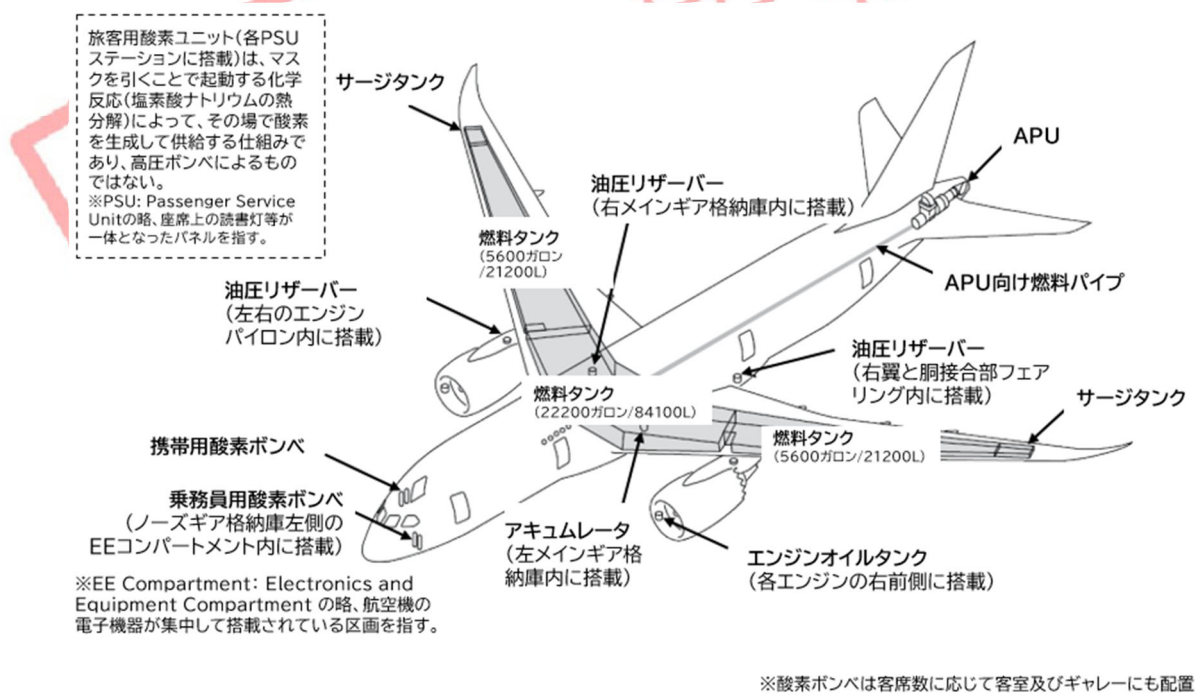 旅客用酸素ユニット(各PSU
ステーションに搭載)は、マス
クを引くことで起動する化学
反応(塩素酸ナトリウムの熱
分解)によって、その場で酸素
を生成して供給する仕組みで
あり、高圧ボンベによるもの
ではない。
※PSU: Passenger Service
Unitの略、座席上の読書灯等が
一体となったパネルを指す。
サージタンク
APU
油圧リザーバー
(右メインギア格納庫内に搭載)
燃料タンク
(5600ガロン
/21200L)
APU向け燃料パイプ
油圧リザーバー
(左右のエンジン
パイロン内に搭載)
油圧リザーバー
(右翼と胴接合部フェア
リング内に搭載)
燃料タンク
(22200ガロン/84100L)
サージタンク
燃料タンク
(5600ガロン/21200L)
携帯用酸素ボンベ
乗務員用酸素ボンベ
(ノーズギア格納庫左側の
EEコンパートメント内に搭載)
アキュムレータ
(左メインギア格
納庫内に搭載)
エンジンオイルタンク
(各エンジンの右前側に搭載)
※EE Compartment: Electronics and
Equipment Compartment の略、航空機の
電子機器が集中して搭載されている区画を指す。
※酸素ボンベは客席数に応じて客室及びギャレーにも配置